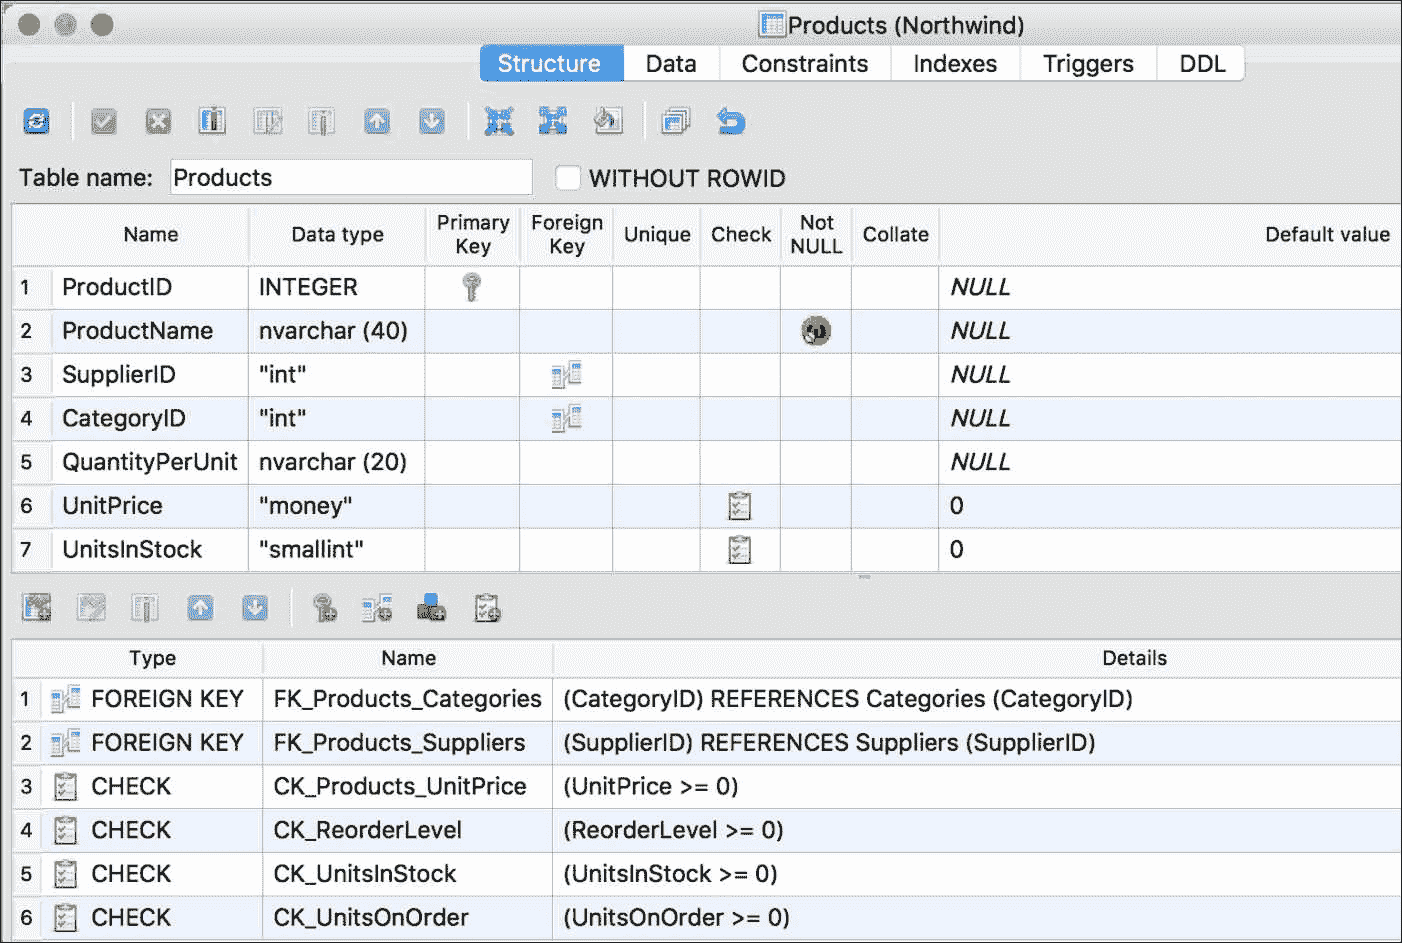 Products (Northwind)
Structure Data Constraints Indexes Triggers DDL
Table name: Products WITHOUT ROWID
Name Data type Primary Key Foreign Key Unique Check Not NULL Collate Default value
1 ProductID INTEGER NULL
2 ProductName nvarchar (40) NULL
3 SupplierID "int" NULL
4 CategoryID "int" NULL
5 QuantityPerUnit nvarchar (20) NULL
6 UnitPrice "money" 0
7 UnitsInStock "smallint" 0
Type Name Details
1 FOREIGN KEY FK_Products_Categories (CategoryID) REFERENCES Categories (CategoryID)
2 FOREIGN KEY FK_Products_Suppliers (SupplierID) REFERENCES Suppliers (SupplierID)
3 CHECK CK_Products_UnitPrice (UnitPrice >= 0)
4 CHECK CK_ReorderLevel (ReorderLevel >= 0)
5 CHECK CK_UnitsInStock (UnitsInStock >= 0)
6 CHECK CK_UnitsOnOrder (UnitsOnOrder >= 0)